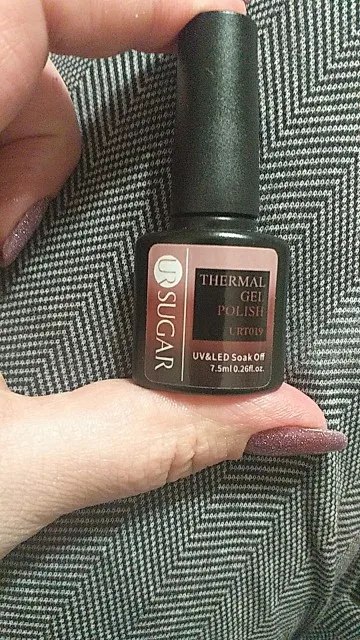 UR SUGAR
THERMAL
GEL
POLISH
URT019
UV&LED Soak Off
7.5ml 0.26fl.oz.